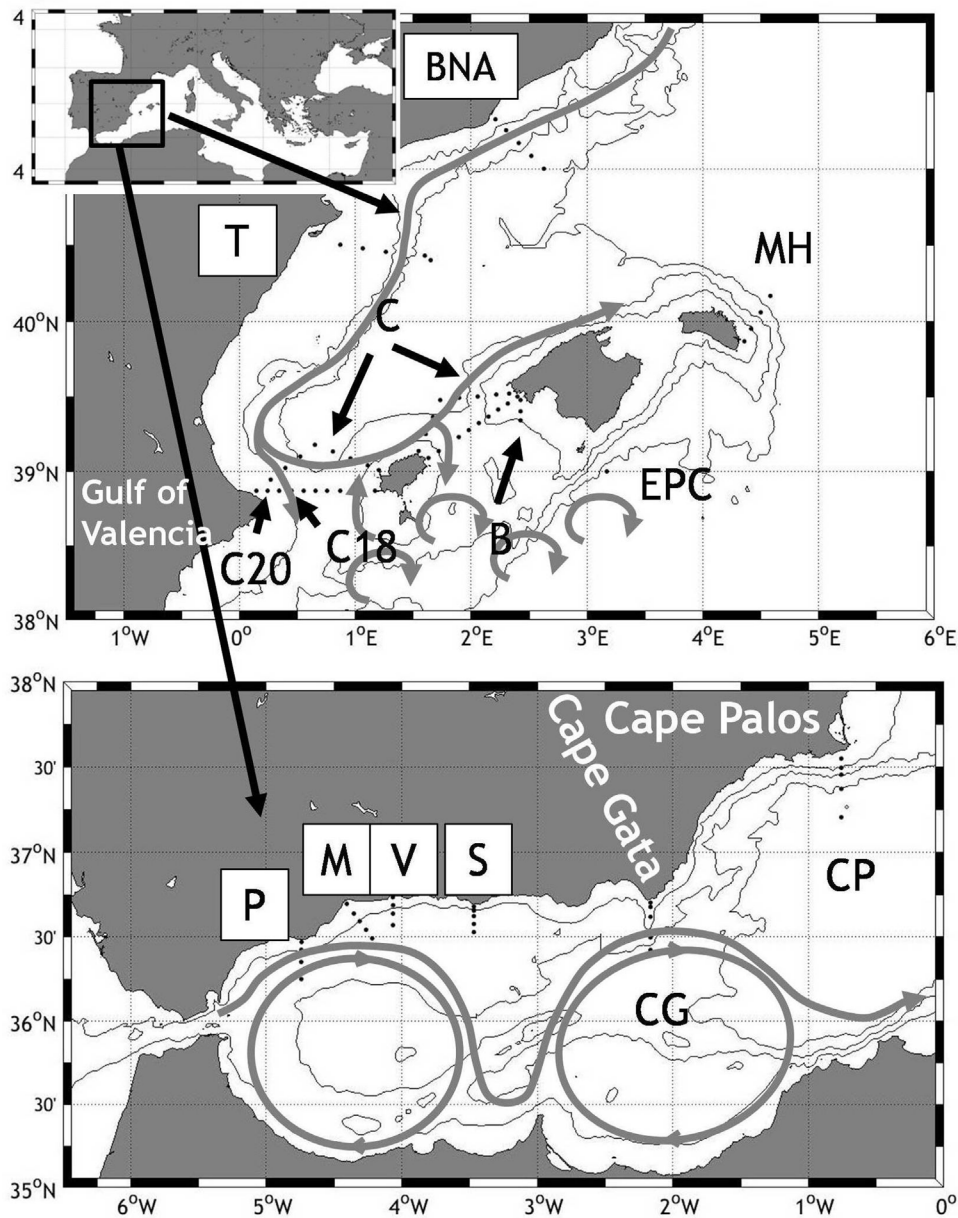 4
4
BNA
T
MH
C
40°N
39°N
Gulf of
Valencia
EPC
C18
B
C20
38°N
1°W
0°
1°E
2°E
3°E
4°E
5°E
6°E
38°N
Cape Palos
Cape Gata
30'
M
V
S
37°N
P
CP
30'
CG
36°N
30'
35°N
6°W
5°W
4°W
3°W
2°W
1°W
0°